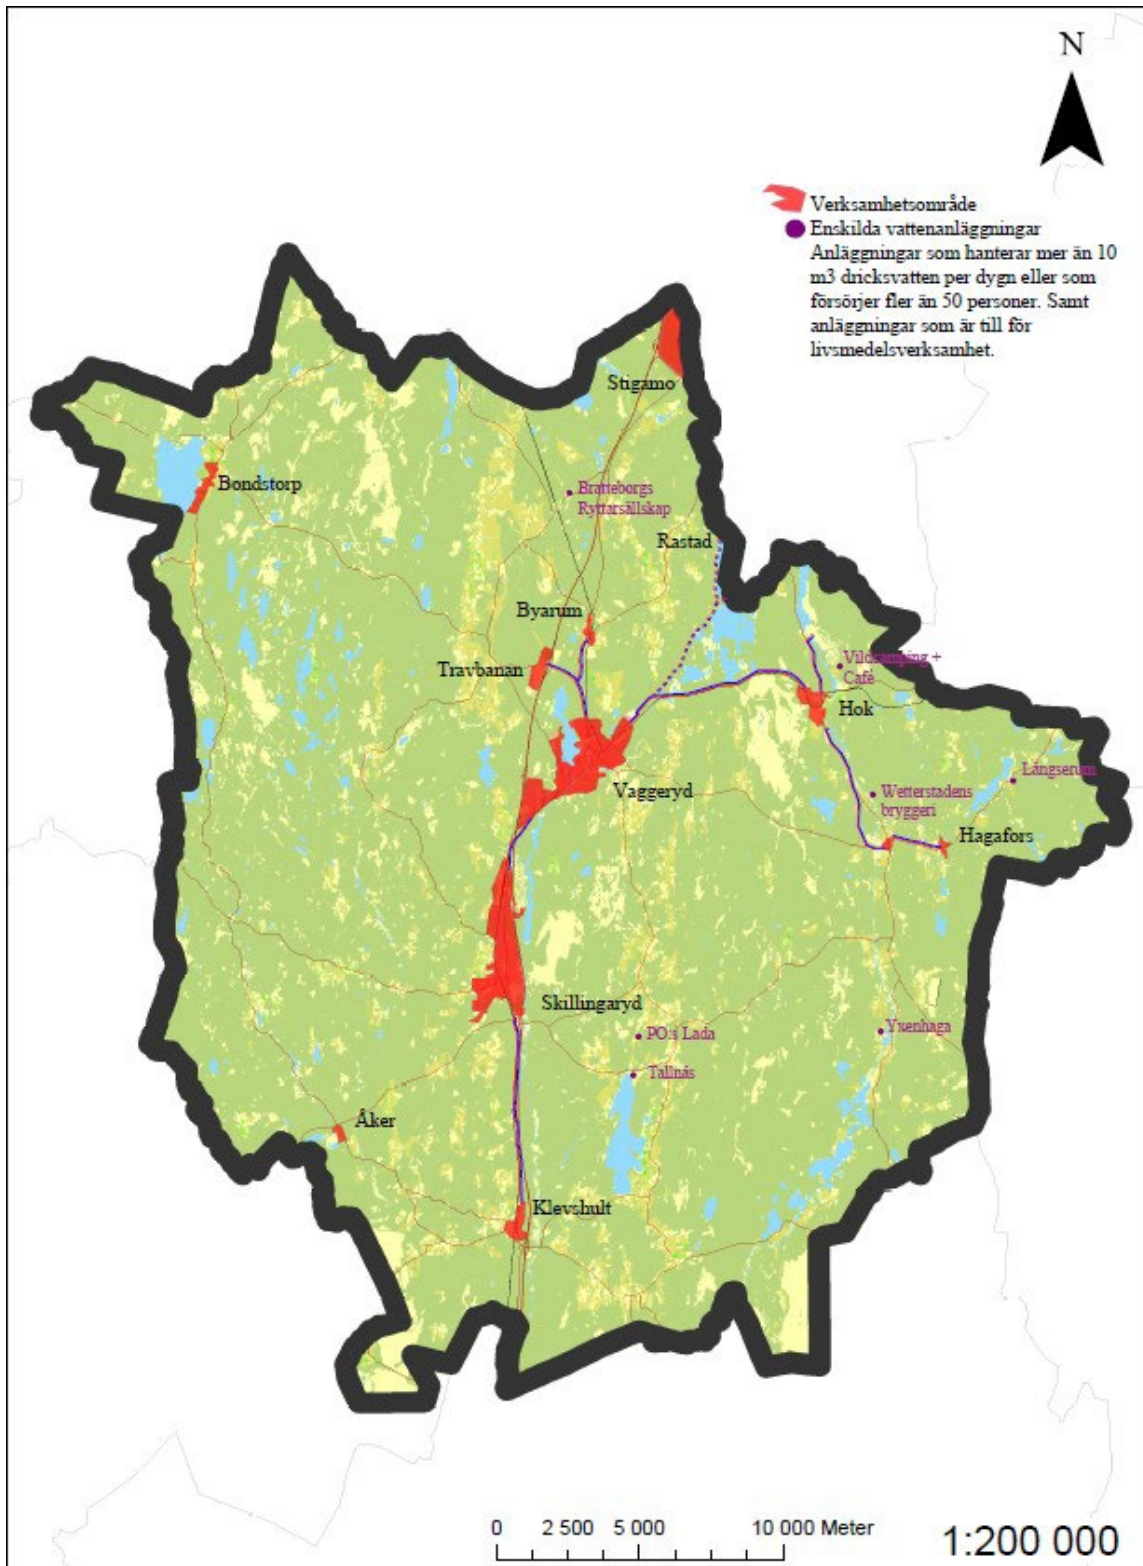 N
Verksamhetsområde
Enskilda vattenanläggningar
Anläggningar som hanterar mer än 10
m3 dricksvatten per dygn eller som
försörjer fler än 50 personer. Samt
anläggningar som är till för
livsmedelsverksamhet.
Stigamo
Bondstorp
Bratteborgs
Ryttarsällskap
Rastad
Byarum
Travbanan
Vildcamping +
Café
Hok
Långserum
Vaggeryd
Wetterstadens
bryggeri
Hagafors
Skillingaryd
PO:s Lada
Yxenhaga
Tallnäs
Åker
Klevshult
0 2 500 5 000 10 000 Meter
1:200 000